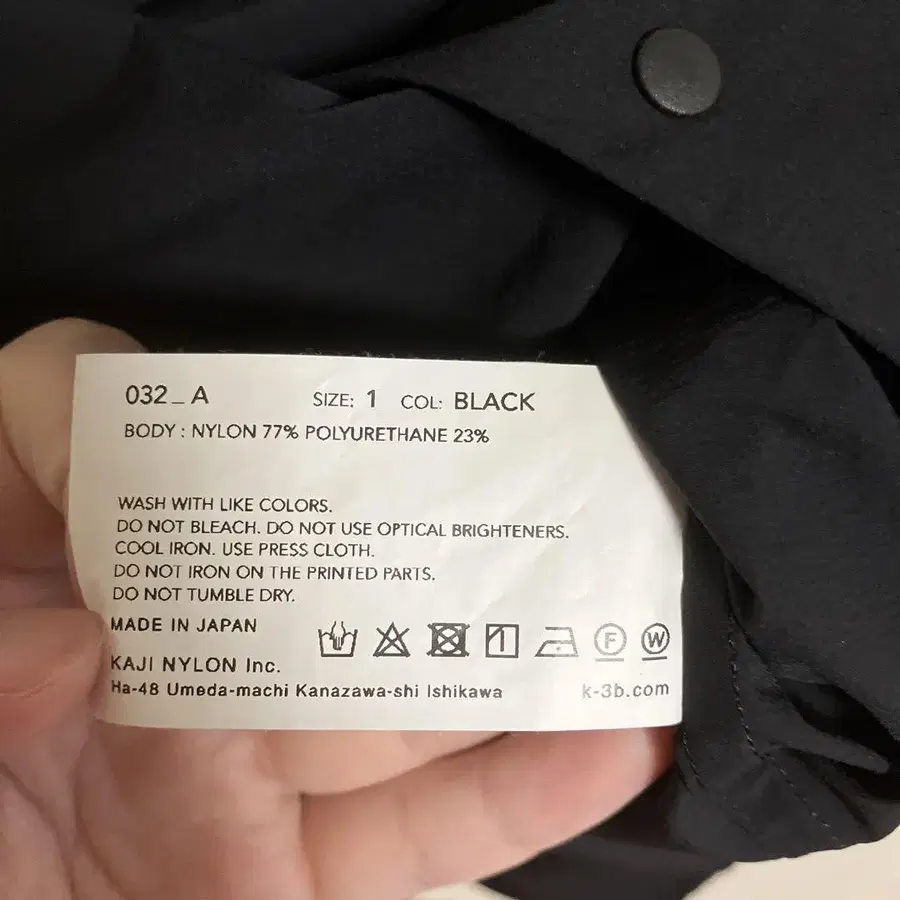 032_A SIZE: 1 COL: BLACK
BODY : NYLON 77% POLYURETHANE 23%
WASH WITH LIKE COLORS.
DO NOT BLEACH. DO NOT USE OPTICAL BRIGHTENERS.
COOL IRON. USE PRESS CLOTH.
DO NOT IRON ON THE PRINTED PARTS.
DO NOT TUMBLE DRY.
MADE IN JAPAN
F W
KAJI NYLON Inc.
Ha-48 Umeda-machi Kanazawa-shi Ishikawa k-3b.com